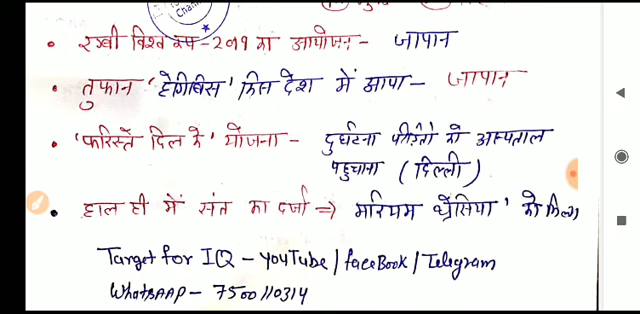 • रग्बी विश्व कप - 2019 का आयोजन - जापान
• तुफान 'हेगिबिस' किस देश में आया - जापान
• 'फरिस्ते दिल्ली के' योजना - दुर्घटना पीड़ितो को अस्पताल
पहुचाना (दिल्ली)
• हाल ही में संत का दर्जा ⇒ मरियम थ्रेसिया' को मिला
Target for IQ - YouTube / faceBook / Telegram
WhatsAAP - 7500110314